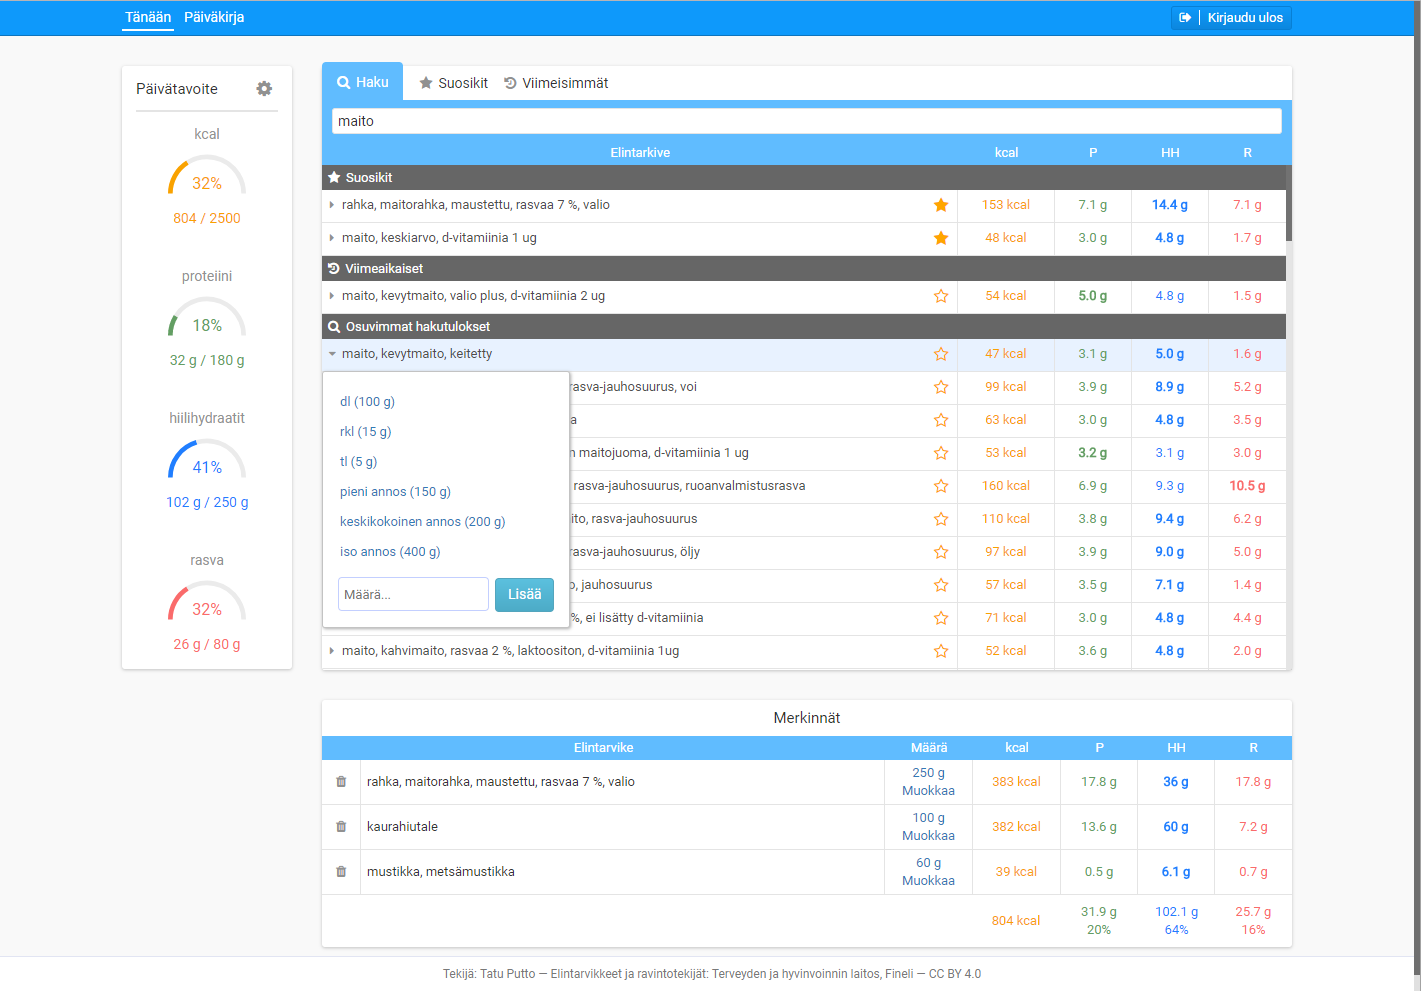 Tänään Päiväkirja Kirjaudu ulos
Päivätavoite
kcal
32%
804 / 2500
proteiini
18%
32 g / 180 g
hiilihydraatit
41%
102 g / 250 g
rasva
32%
26 g / 80 g
Haku Suosikit Viimeisimmät
maito
Elintarkive kcal P HH R
Suosikit
rahka, maitorahka, maustettu, rasvaa 7 %, valio 153 kcal 7.1 g 14.4 g 7.1 g
maito, keskiarvo, d-vitamiinia 1 ug 48 kcal 3.0 g 4.8 g 1.7 g
Viimeaikaiset
maito, kevytmaito, valio plus, d-vitamiinia 2 ug 54 kcal 5.0 g 4.8 g 1.5 g
Osuvimmat hakutulokset
maito, kevytmaito, keitetty 47 kcal 3.1 g 5.0 g 1.6 g
rasva-jauhosuurus, voi 99 kcal 3.9 g 8.9 g 5.2 g
a 63 kcal 3.0 g 4.8 g 3.5 g
n maitojuoma, d-vitamiinia 1 ug 53 kcal 3.2 g 3.1 g 3.0 g
rasva-jauhosuurus, ruoanvalmistusrasva 160 kcal 6.9 g 9.3 g 10.5 g
ito, rasva-jauhosuurus 110 kcal 3.8 g 9.4 g 6.2 g
rasva-jauhosuurus, öljy 97 kcal 3.9 g 9.0 g 5.0 g
o, jauhosuurus 57 kcal 3.5 g 7.1 g 1.4 g
%, ei lisätty d-vitamiinia 71 kcal 3.0 g 4.8 g 4.4 g
maito, kahvimaito, rasvaa 2 %, laktoositon, d-vitamiinia 1ug 52 kcal 3.6 g 4.8 g 2.0 g
dl (100 g)
rkl (15 g)
tl (5 g)
pieni annos (150 g)
keskikokoinen annos (200 g)
iso annos (400 g)
Määrä... Lisää
Merkinnät
Elintarvike Määrä kcal P HH R
rahka, maitorahka, maustettu, rasvaa 7 %, valio 250 g Muokkaa 383 kcal 17.8 g 36 g 17.8 g
kaurahiutale 100 g Muokkaa 382 kcal 13.6 g 60 g 7.2 g
mustikka, metsämustikka 60 g Muokkaa 39 kcal 0.5 g 6.1 g 0.7 g
804 kcal 31.9 g 102.1 g 25.7 g
20% 64% 16%
Tekijä: Tatu Putto — Elintarvikkeet ja ravintotekijät: Terveyden ja hyvinvoinnin laitos, Fineli — CC BY 4.0